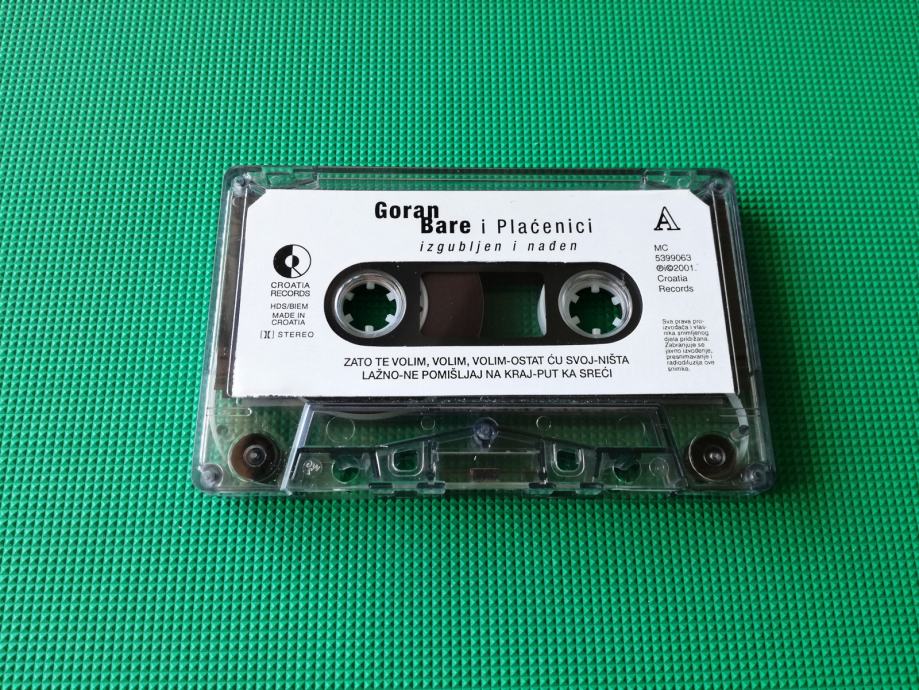 Goran
Bare i Plaćenici
izgubljen i nađen
A
CROATIA
RECORDS
HDS/BIEM
MADE IN
CROATIA
STEREO
MC
5399063
℗©2001.
Croatia
Records
Sva prava pro-
izvođača i vlas-
nika snimljenog
djela pridržana.
Zabranjuje se
javno izvođenje,
presnimavanje i
radiodifuzija ove
snimke.
ZATO TE VOLIM, VOLIM, VOLIM-OSTAT ĆU SVOJ-NIŠTA
LAŽNO-NE POMIŠLJAJ NA KRAJ-PUT KA SREĆI